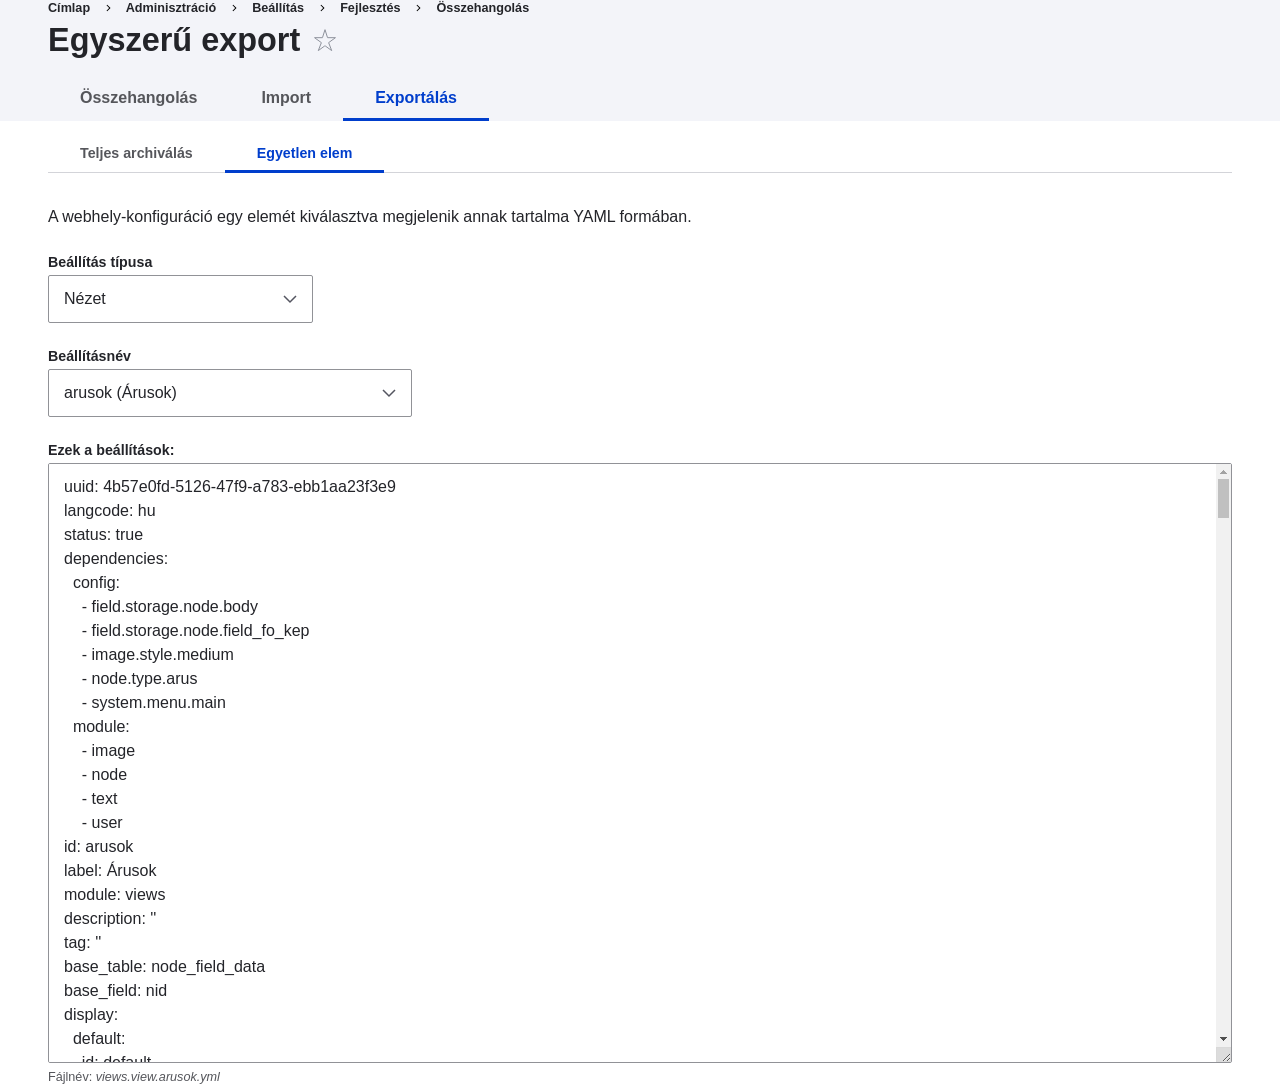 Címlap > Adminisztráció > Beállítás > Fejlesztés > Összehangolás
Egyszerű export ☆
Összehangolás Import Exportálás
Teljes archiválás Egyetlen elem
A webhely-konfiguráció egy elemét kiválasztva megjelenik annak tartalma YAML formában.
Beállítás típusa
Nézet
Beállításnév
arusok (Árusok)
Ezek a beállítások:
uuid: 4b57e0fd-5126-47f9-a783-ebb1aa23f3e9
langcode: hu
status: true
dependencies:
  config:
    - field.storage.node.body
    - field.storage.node.field_fo_kep
    - image.style.medium
    - node.type.arus
    - system.menu.main
  module:
    - image
    - node
    - text
    - user
id: arusok
label: Árusok
module: views
description: ''
tag: ''
base_table: node_field_data
base_field: nid
display:
  default:
    id: default
Fájlnév: views.view.arusok.yml